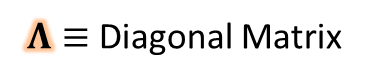 Λ ≡ Diagonal Matrix